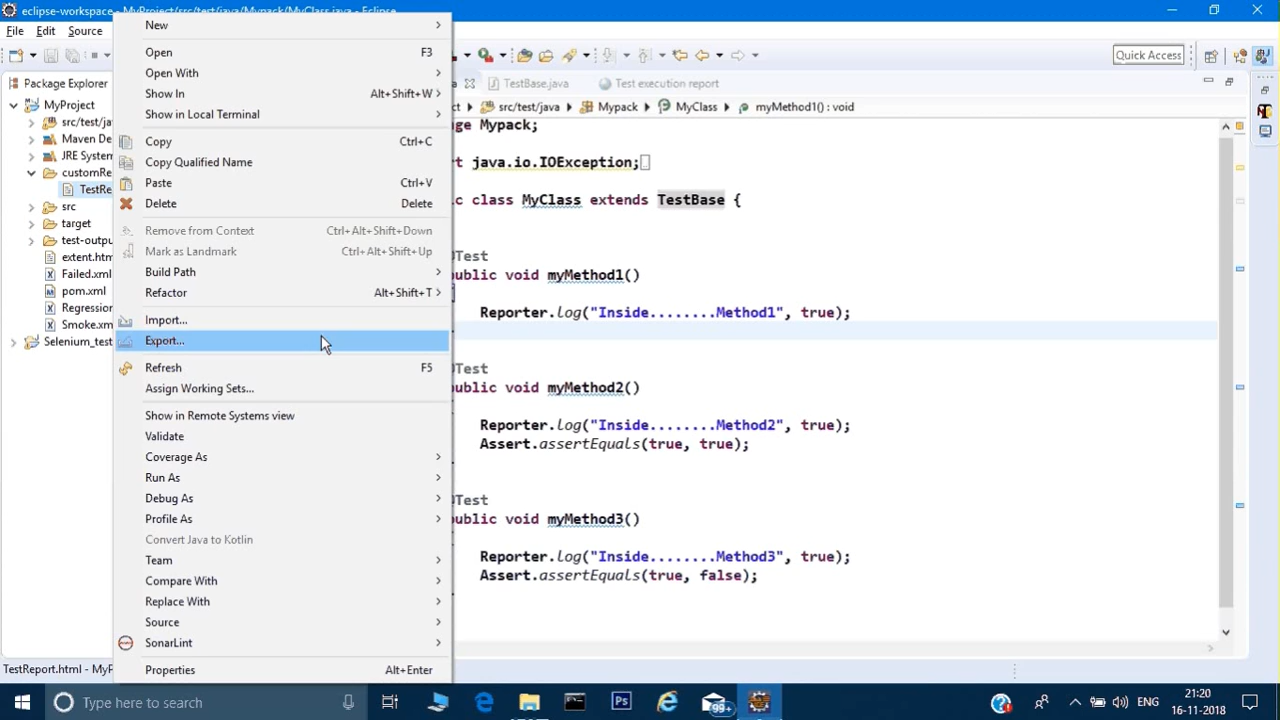 eclipse-workspace - MyProject/src/test/java/Mypack/MyClass.java - Eclipse
File Edit Source
Quick Access
Package Explorer
TestBase.java
Test execution report
src/test/java
Mypack
MyClass
myMethod1() : void
MyProject
src/test/ja
Maven De
JRE System
customRe
TestRe
src
target
test-outpu
extent.htm
Failed.xml
pom.xml
Regression
Smoke.xm
Selenium_test
New
Open F3
Open With
Show In Alt+Shift+W
Show in Local Terminal
Copy Ctrl+C
Copy Qualified Name
Paste Ctrl+V
Delete Delete
Remove from Context Ctrl+Alt+Shift+Down
Mark as Landmark Ctrl+Alt+Shift+Up
Build Path
Refactor Alt+Shift+T
Import...
Export...
Refresh F5
Assign Working Sets...
Show in Remote Systems view
Validate
Coverage As
Run As
Debug As
Profile As
Convert Java to Kotlin
Team
Compare With
Replace With
Source
SonarLint
Properties Alt+Enter
ge Mypack;
rt java.io.IOException;
ic class MyClass extends TestBase {
Test
public void myMethod1()
Reporter.log("Inside........Method1", true);
Test
public void myMethod2()
Reporter.log("Inside........Method2", true);
Assert.assertEquals(true, true);
Test
public void myMethod3()
Reporter.log("Inside........Method3", true);
Assert.assertEquals(true, false);
TestReport.html - MyP
Type here to search
Ps
99+
ENG
21:20
16-11-2018